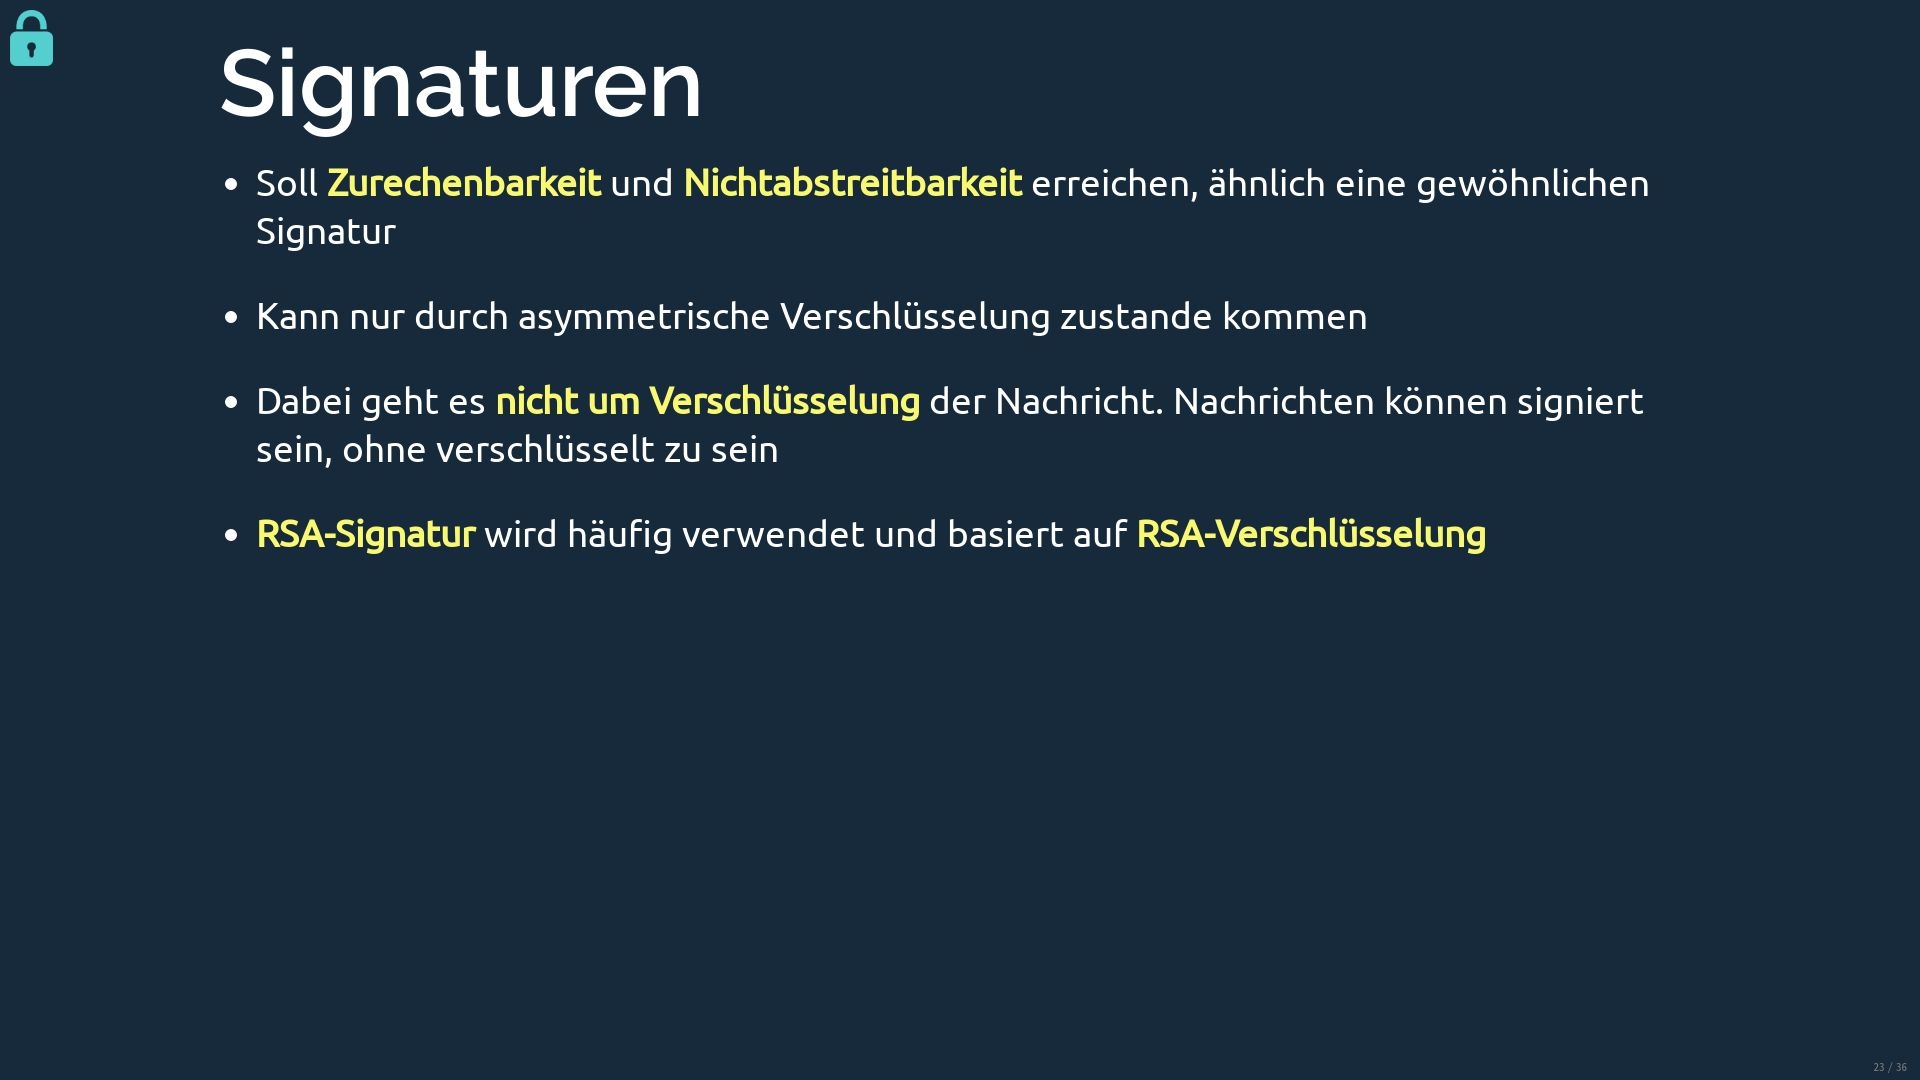 Signaturen
• Soll Zurechenbarkeit und Nichtabstreitbarkeit erreichen, ähnlich eine gewöhnlichen
Signatur
• Kann nur durch asymmetrische Verschlüsselung zustande kommen
• Dabei geht es nicht um Verschlüsselung der Nachricht. Nachrichten können signiert
sein, ohne verschlüsselt zu sein
• RSA-Signatur wird häufig verwendet und basiert auf RSA-Verschlüsselung
23 / 36